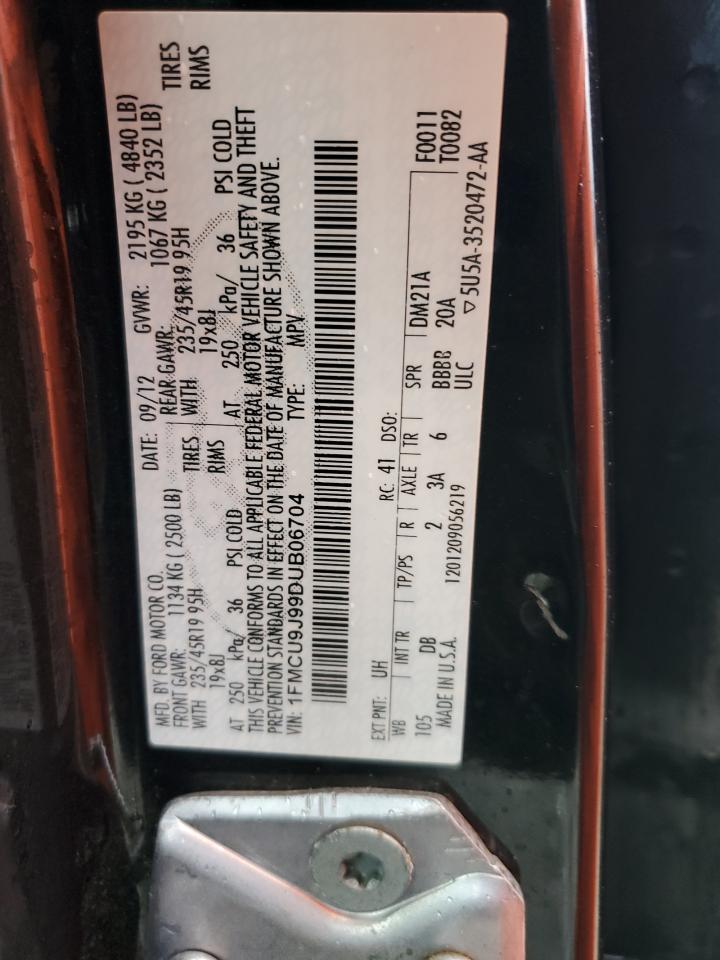 MFD. BY FORD MOTOR CO.
DATE: 09/12 GVWR: 2195 KG ( 4840 LB)
FRONT GAWR: 1134 KG ( 2500 LB) REAR GAWR: 1067 KG ( 2352 LB)
WITH 235/45R19 95H TIRES WITH 235/45R19 95H TIRES
19x8J RIMS 19x8J RIMS
AT 250 kPa/ 36 PSI COLD AT 250 kPa/ 36 PSI COLD
THIS VEHICLE CONFORMS TO ALL APPLICABLE FEDERAL MOTOR VEHICLE SAFETY AND THEFT
PREVENTION STANDARDS IN EFFECT ON THE DATE OF MANUFACTURE SHOWN ABOVE.
VIN: 1FMCU9J99DUB06704 TYPE: MPV
F0011
T0082
EXT PNT: UH RC: 41 DSO:
WB INT TR TP/PS R AXLE TR SPR DM21A
105 DB 2 3A 6 BBBB 20A
MADE IN U.S.A. 1201209056219 ULC ▽5U5A-3520472-AA